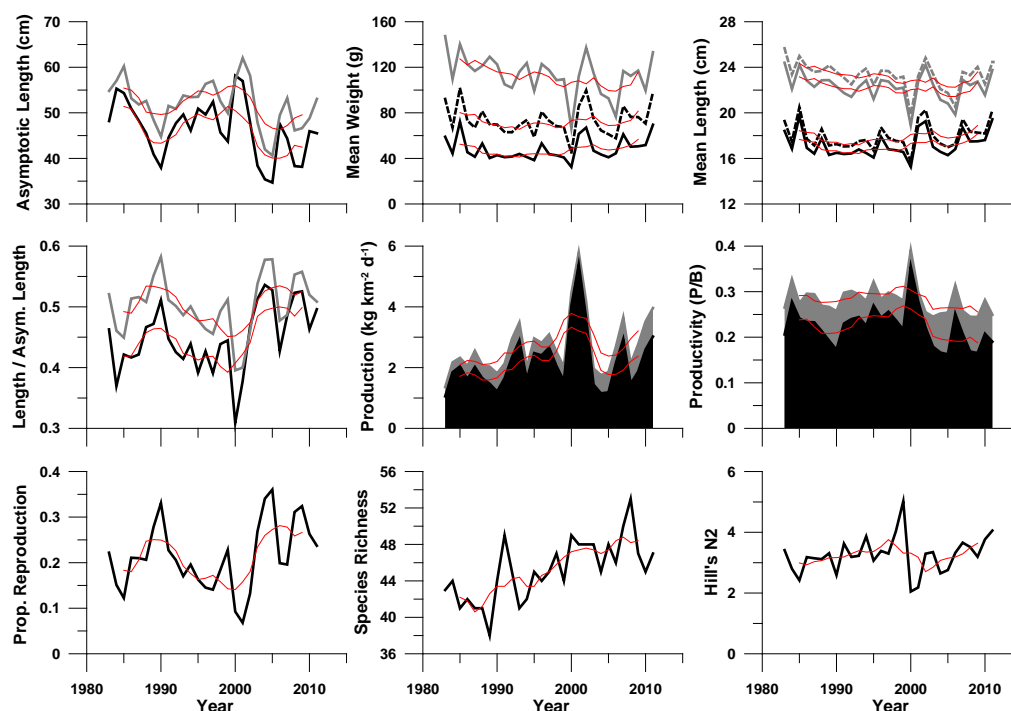 Asymptotic Length (cm)
70
60
50
40
30
1980 1990 2000 2010
Mean Weight (g)
160
120
80
40
0
Mean Length (cm)
28
24
20
16
12
Length / Asym. Length
0.6
0.5
0.4
0.3
Production (kg km-2 d-1)
6
4
2
0
Productivity (P/B)
0.4
0.3
0.2
0.1
0
Prop. Reproduction
0.4
0.3
0.2
0.1
0
1980 1990 2000 2010
Year
Species Richness
56
52
48
44
40
36
1980 1990 2000 2010
Year
Hill's N2
6
4
2
0
1980 1990 2000 2010
Year